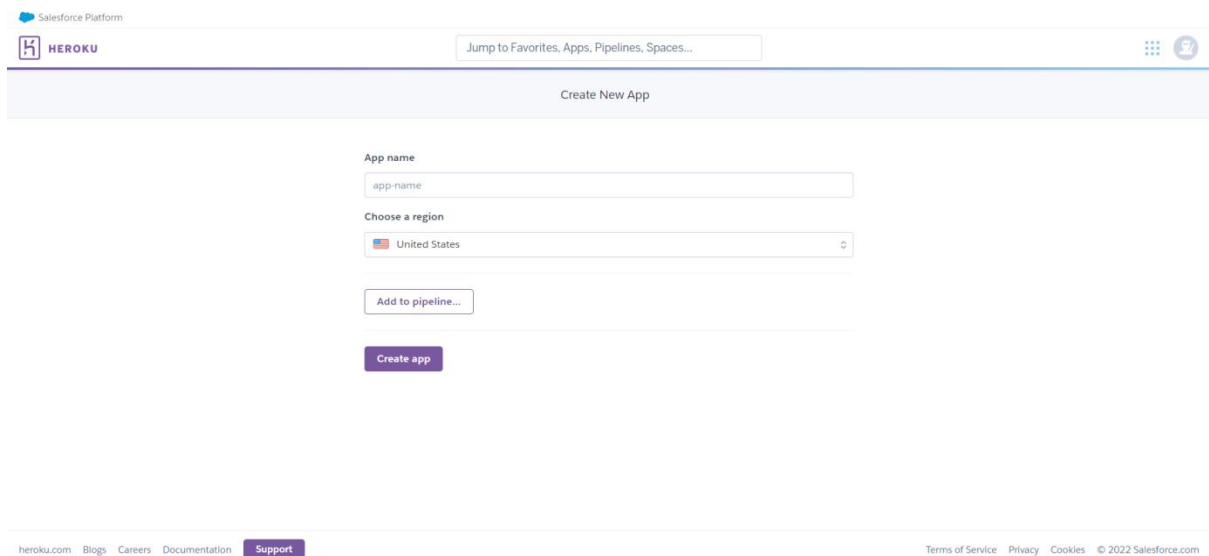 Salesforce Platform
HEROKU
Jump to Favorites, Apps, Pipelines, Spaces...
Create New App
App name
app-name
Choose a region
United States
Add to pipeline...
Create app
heroku.com Blogs Careers Documentation Support
Terms of Service Privacy Cookies © 2022 Salesforce.com